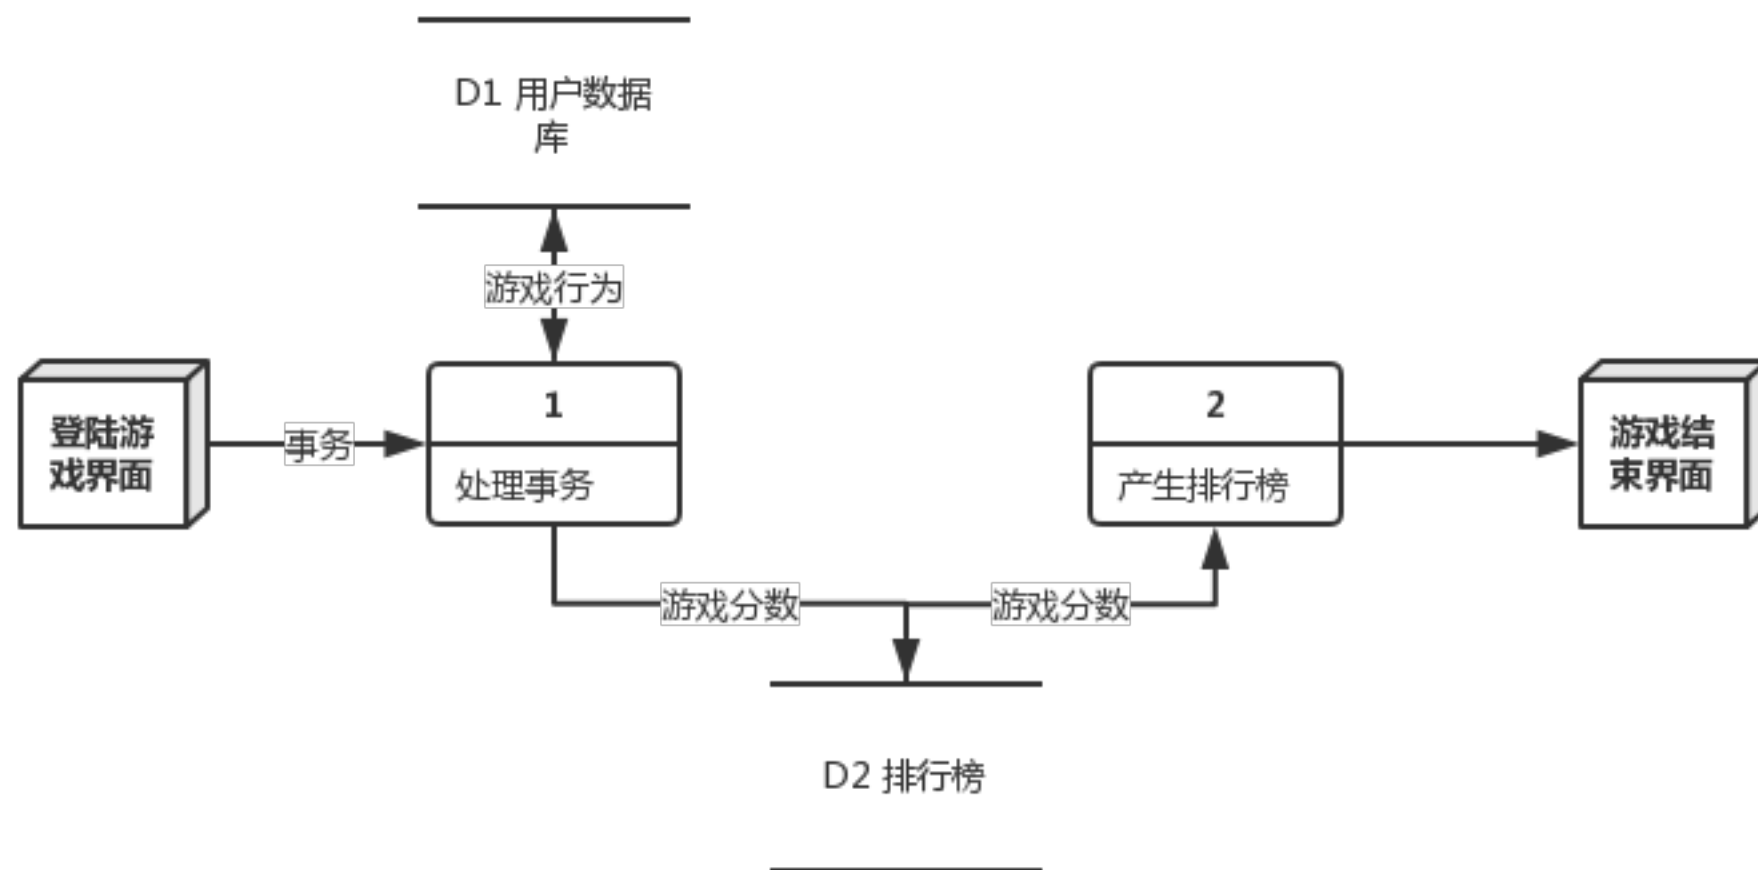 D1 用户数据
库
游戏行为
登陆游
戏界面
事务
1
处理事务
2
产生排行榜
游戏结
束界面
游戏分数
游戏分数
D2 排行榜